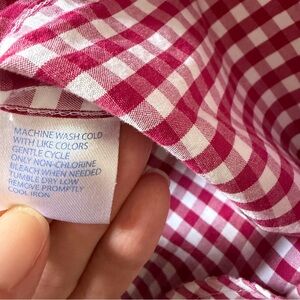 MACHINE WASH COLD
WITH LIKE COLORS
GENTLE CYCLE
ONLY NON-CHLORINE
BLEACH WHEN NEEDED
TUMBLE DRY LOW
REMOVE PROMPTLY
COOL IRON